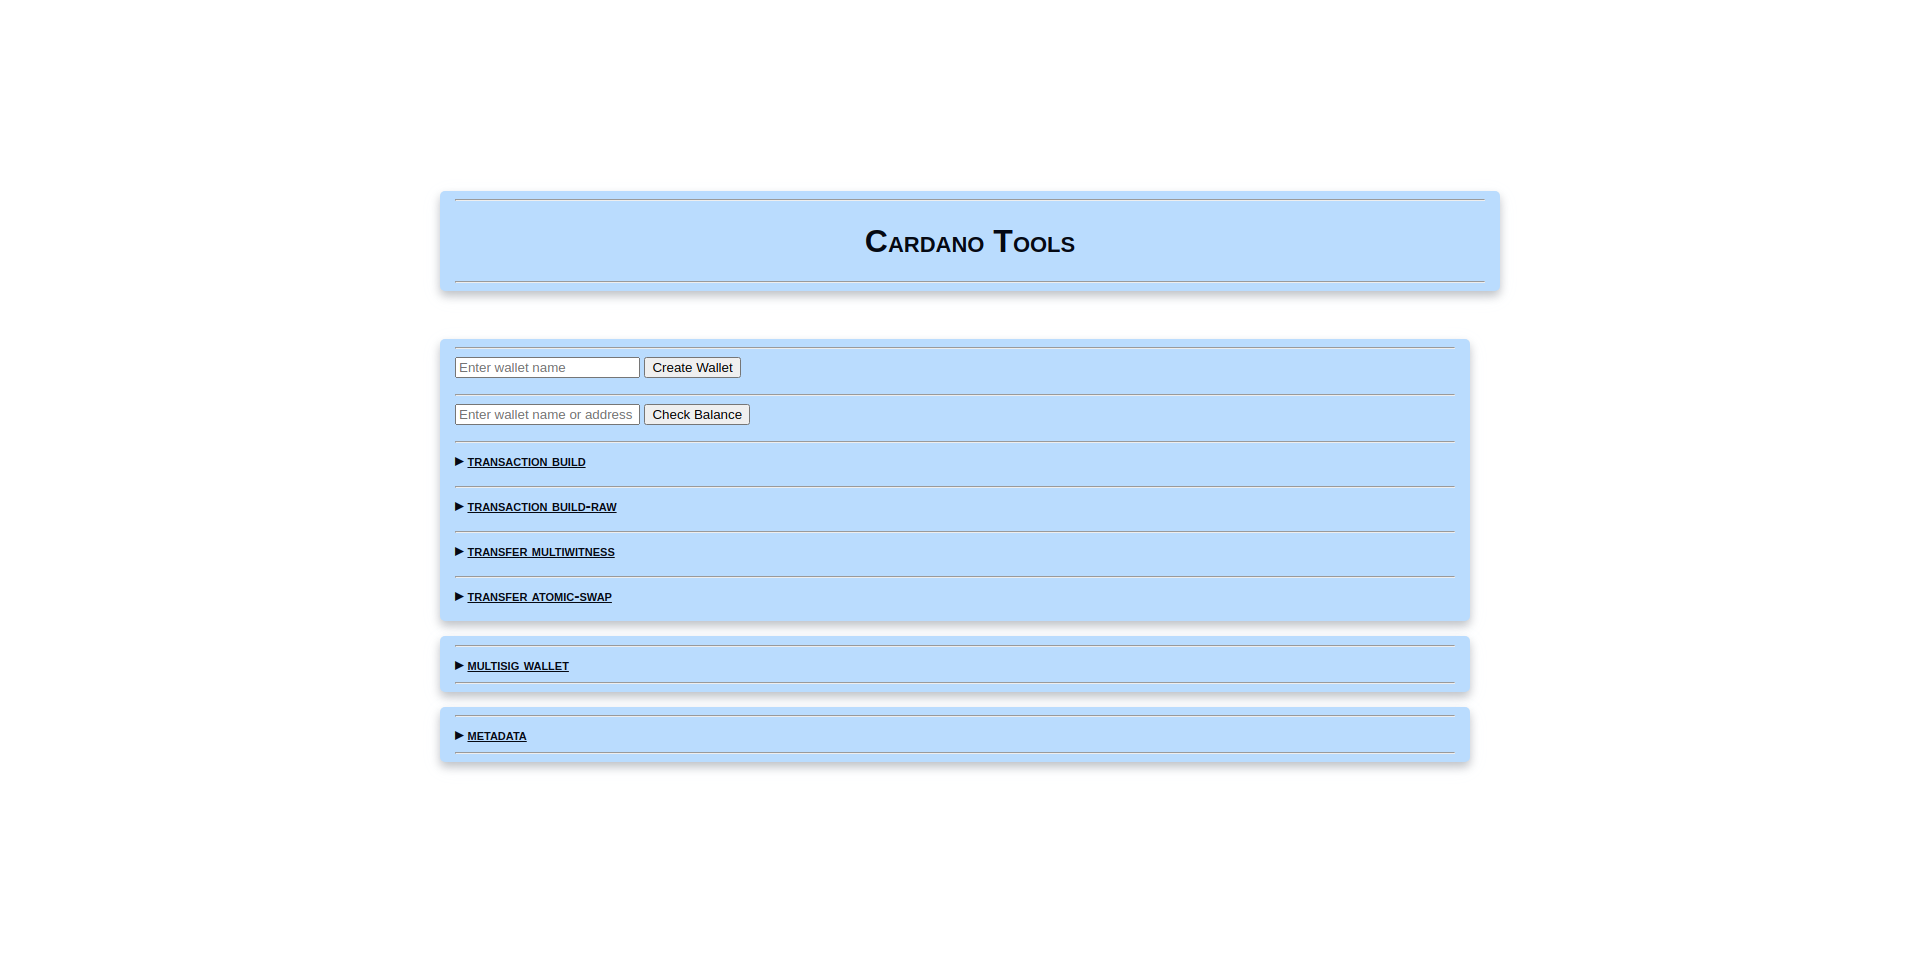 Cardano Tools
Enter wallet name Create Wallet
Enter wallet name or address Check Balance
▶ transaction build
▶ transaction build-raw
▶ transfer multiwitness
▶ transfer atomic-swap
▶ multisig wallet
▶ metadata